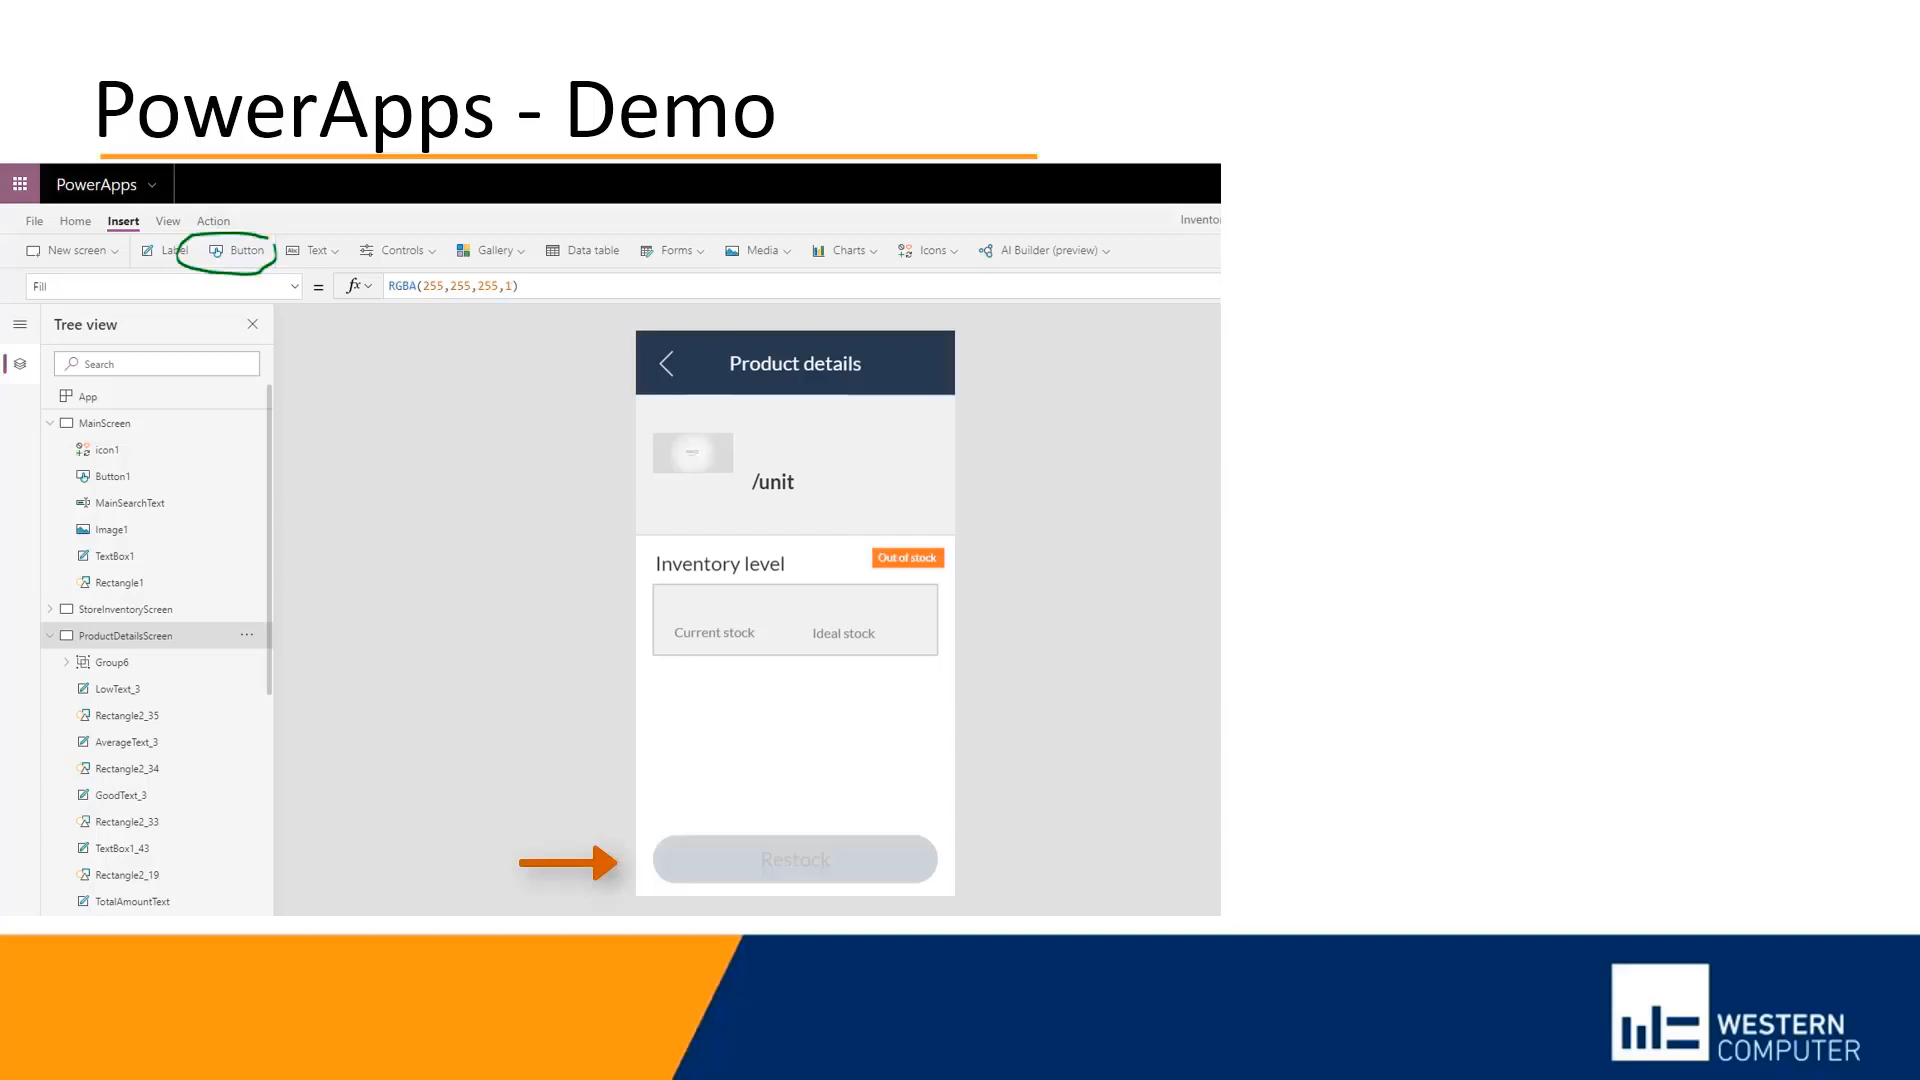 PowerApps - Demo
PowerApps
File Home Insert View Action Invento
New screen Label Button Text Controls Gallery Data table Forms Media Charts Icons AI Builder (preview)
Fill = fx RGBA(255,255,255,1)
Tree view
Search
App
MainScreen
icon1
Button1
MainSearchText
Image1
TextBox1
Rectangle1
StoreInventoryScreen
ProductDetailsScreen ...
Group6
LowText_3
Rectangle2_35
AverageText_3
Rectangle2_34
GoodText_3
Rectangle2_33
TextBox1_43
Rectangle2_19
TotalAmountText
Product details
/unit
Inventory level
Out of stock
Current stock Ideal stock
Restock
WESTERN
COMPUTER